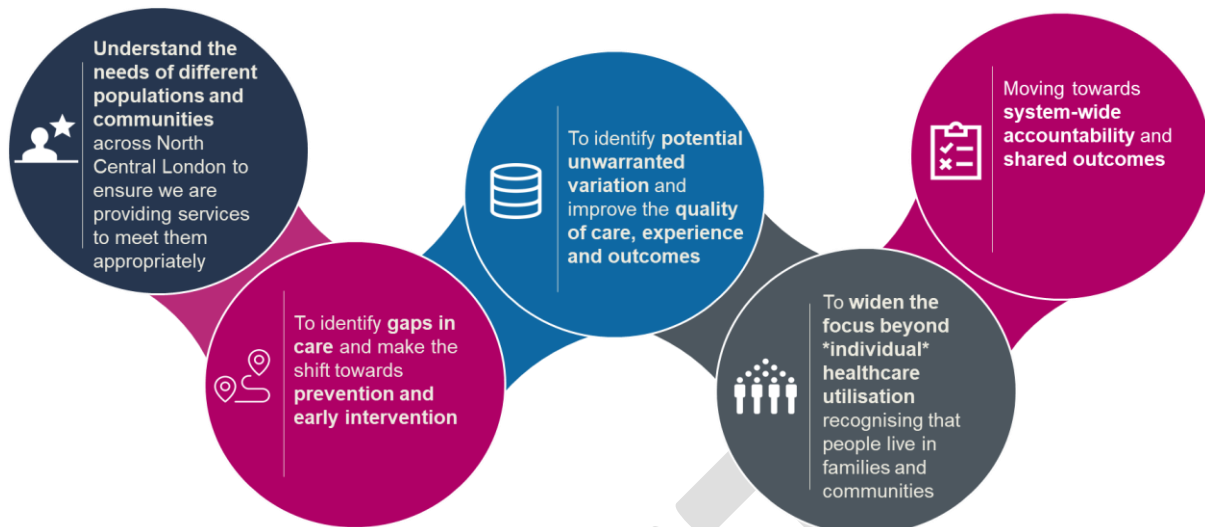 Understand the
needs of different
populations and
communities
across North
Central London to
ensure we are
providing services
to meet them
appropriately
To identify gaps in
care and make the
shift towards
prevention and
early intervention
To identify potential
unwarranted
variation and
improve the quality
of care, experience
and outcomes
To widen the
focus beyond
*individual*
healthcare
utilisation
recognising that
people live in
families and
communities
Moving towards
system-wide
accountability and
shared outcomes